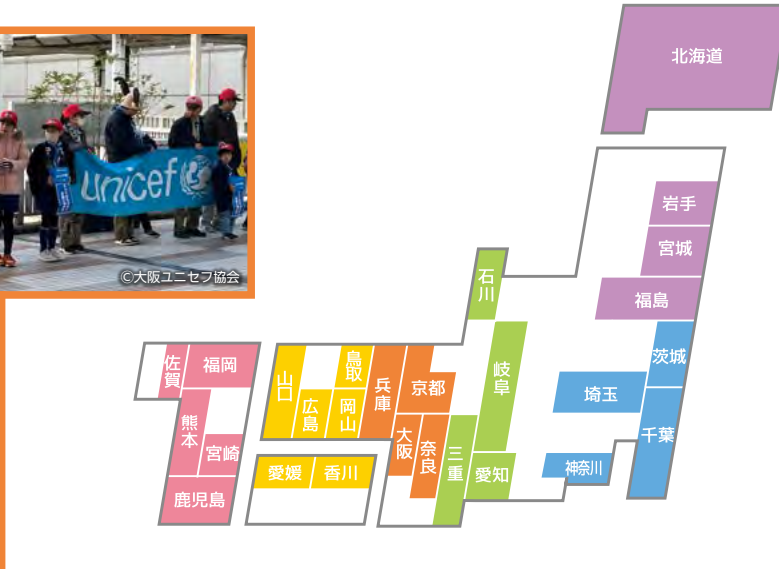 unicef
©大阪ユニセフ協会
北海道
岩手
宮城
福島
茨城
埼玉
千葉
神奈川
石川
岐阜
三重
愛知
兵庫
京都
大阪
奈良
山口
鳥取
広島
岡山
愛媛
香川
佐賀
福岡
熊本
宮崎
鹿児島